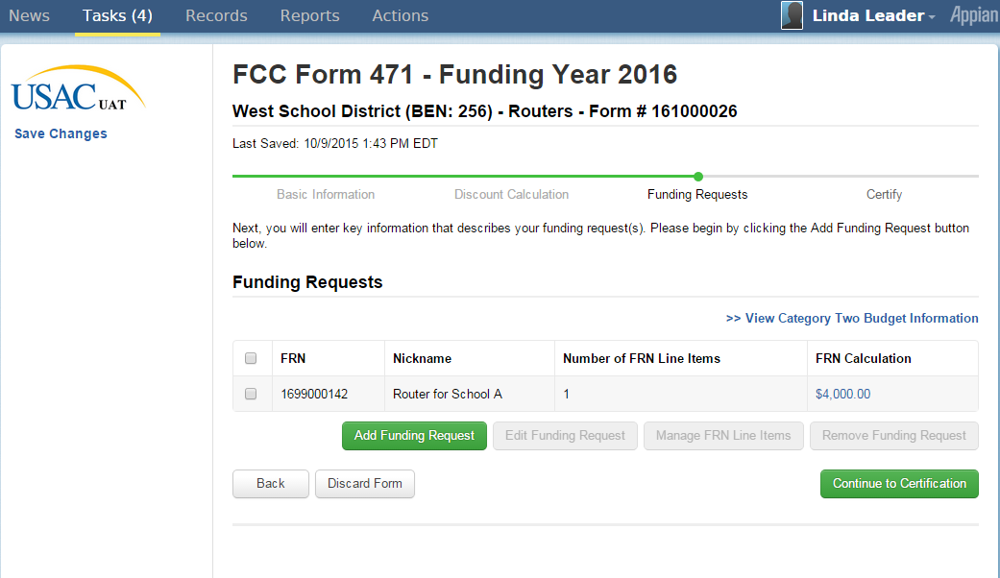 News Tasks (4) Records Reports Actions Linda Leader Appian
USAC UAT
Save Changes
FCC Form 471 - Funding Year 2016
West School District (BEN: 256) - Routers - Form # 161000026
Last Saved: 10/9/2015 1:43 PM EDT
Basic Information Discount Calculation Funding Requests Certify
Next, you will enter key information that describes your funding request(s). Please begin by clicking the Add Funding Request button
below.
Funding Requests
>> View Category Two Budget Information
FRN Nickname Number of FRN Line Items FRN Calculation
1699000142 Router for School A 1 $4,000.00
Add Funding Request Edit Funding Request Manage FRN Line Items Remove Funding Request
Back Discard Form Continue to Certification